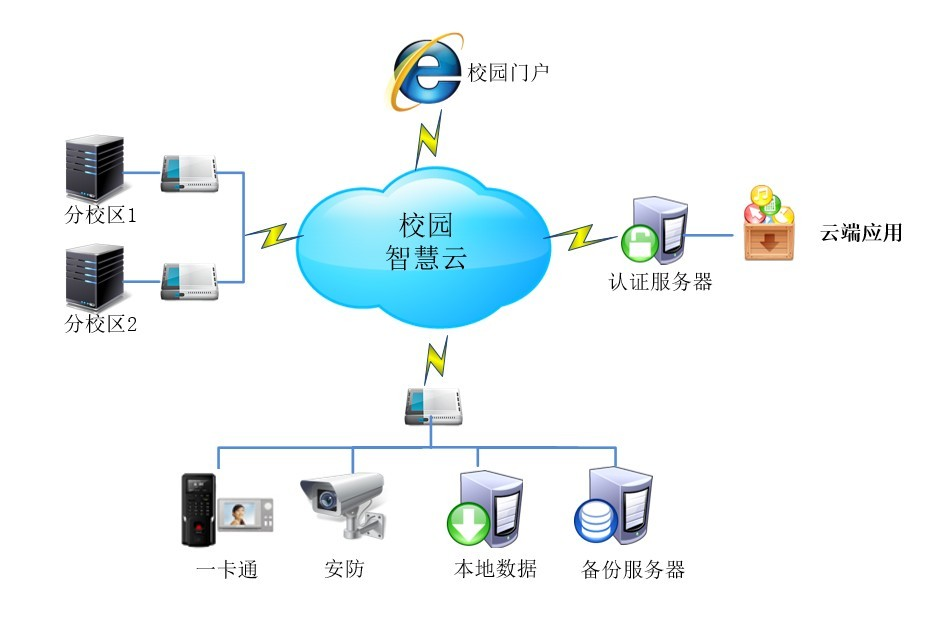 校园门户
分校区1
校园
智慧云
云端应用
认证服务器
分校区2
一卡通
安防
本地数据
备份服务器